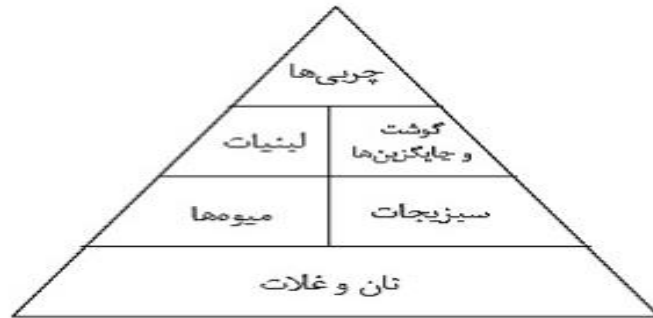 چربی‌ها
گوشت
و جایگزین‌ها
لبنیات
سبزیجات
میوه‌ها
نان و غلات